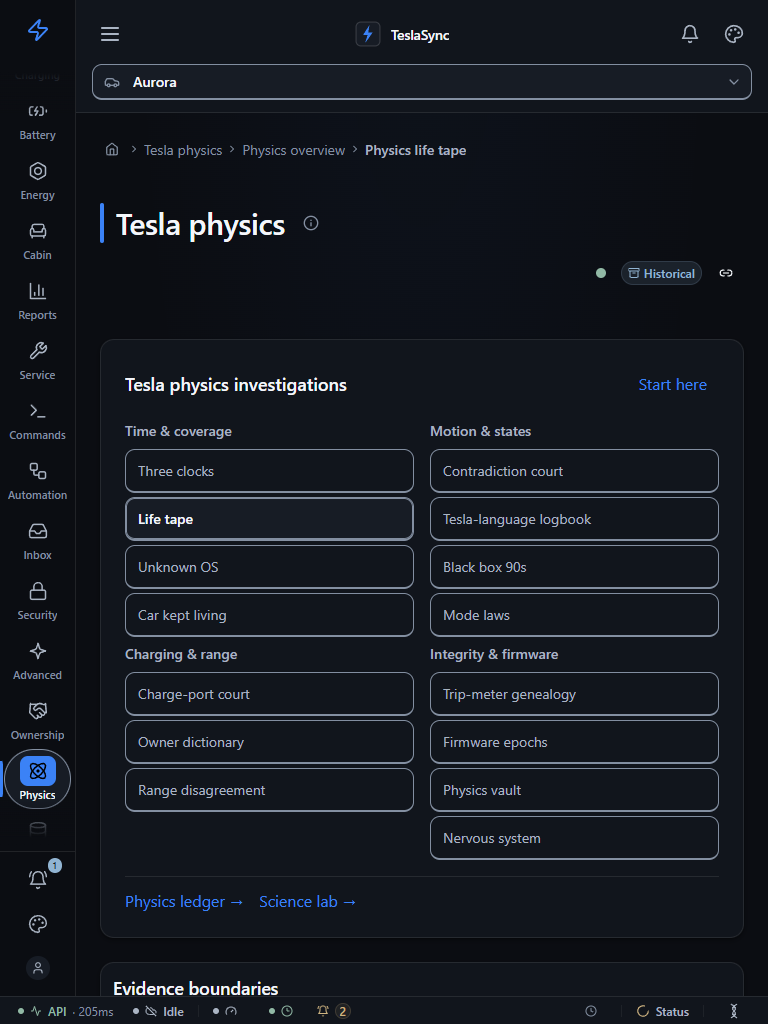 TeslaSync
Aurora
Charging
Battery
Energy
Cabin
Reports
Service
Commands
Automation
Inbox
Security
Advanced
Ownership
Physics
1
Tesla physics > Physics overview > Physics life tape
Tesla physics
Historical
Tesla physics investigations
Start here
Time & coverage
Three clocks
Life tape
Unknown OS
Car kept living
Motion & states
Contradiction court
Tesla-language logbook
Black box 90s
Mode laws
Charging & range
Charge-port court
Owner dictionary
Range disagreement
Integrity & firmware
Trip-meter genealogy
Firmware epochs
Physics vault
Nervous system
Physics ledger → Science lab →
Evidence boundaries
API · 205ms Idle 2 Status